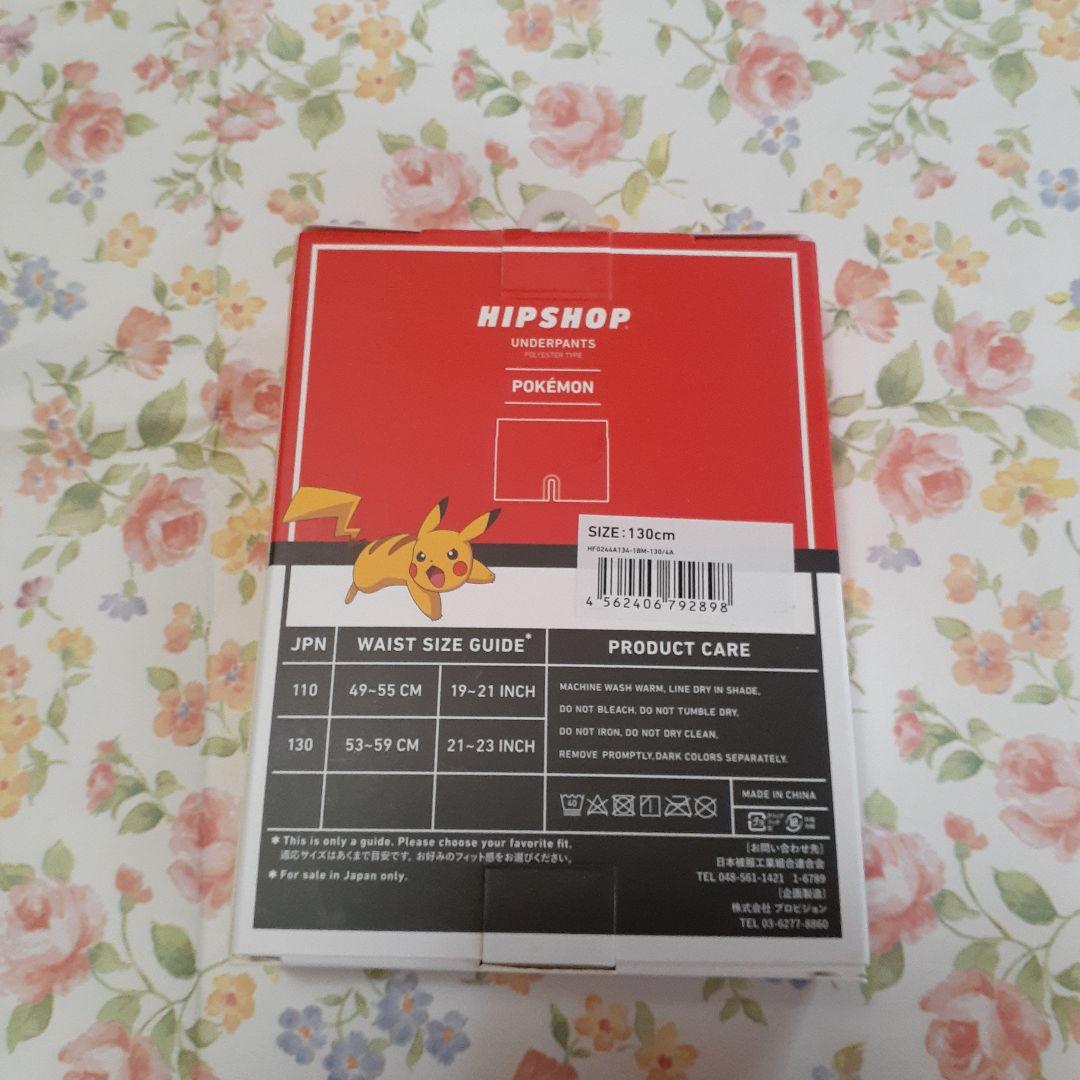 HIPSHOP
UNDERPANTS
POLYESTER TYPE
POKÉMON
SIZE:130cm
HF0244A134-1BM-130/4A
4 562406 792898
JPN WAIST SIZE GUIDE*
110 49~55 CM 19~21 INCH
130 53~59 CM 21~23 INCH
PRODUCT CARE
MACHINE WASH WARM, LINE DRY IN SHADE,
DO NOT BLEACH, DO NOT TUMBLE DRY,
DO NOT IRON, DO NOT DRY CLEAN,
REMOVE PROMPTLY,DARK COLORS SEPARATELY.
40
MADE IN CHINA
* This is only a guide. Please choose your favorite fit.
適応サイズはあくまで目安です。お好みのフィット感をお選びください。
* For sale in Japan only.
[お問い合わせ先]
日本被服工業組合連合会
TEL 048-561-1421 1-6789
[企画製造]
株式会社 プロビジョン
TEL 03-6277-8860